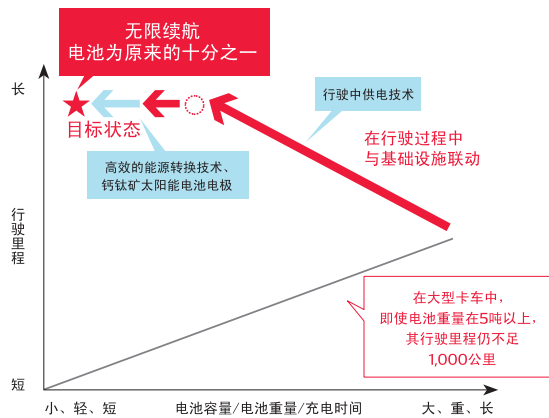 无限续航
电池为原来的十分之一
长
行驶中供电技术
目标状态
在行驶过程中
与基础设施联动
高效的能源转换技术、
钙钛矿太阳能电池电极
行驶里程
在大型卡车中，
即使电池重量在5吨以上，
其行驶里程仍不足
1,000公里
短
小、轻、短
电池容量/电池重量/充电时间
大、重、长